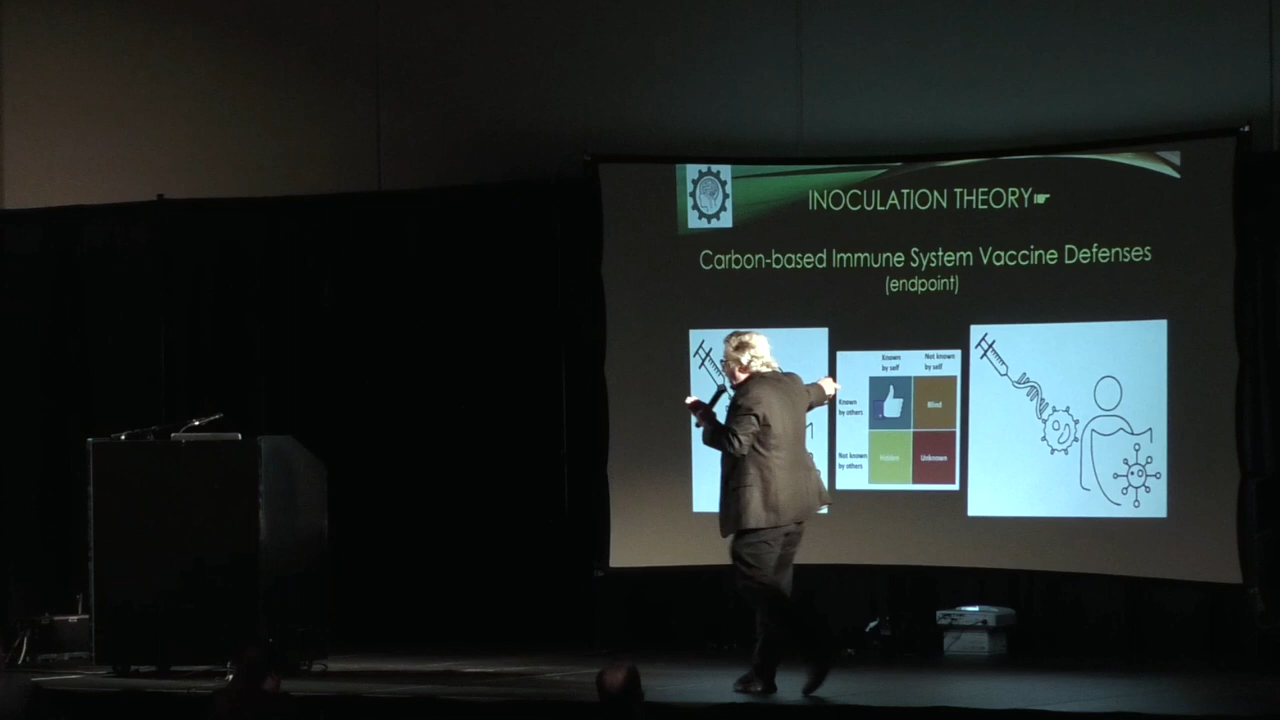 INOCULATION THEORY☛
Carbon-based Immune System Vaccine Defenses
(endpoint)
Known
by self
Not known
by self
Known
by others
Blind
Not known
by others
Hidden
Unknown